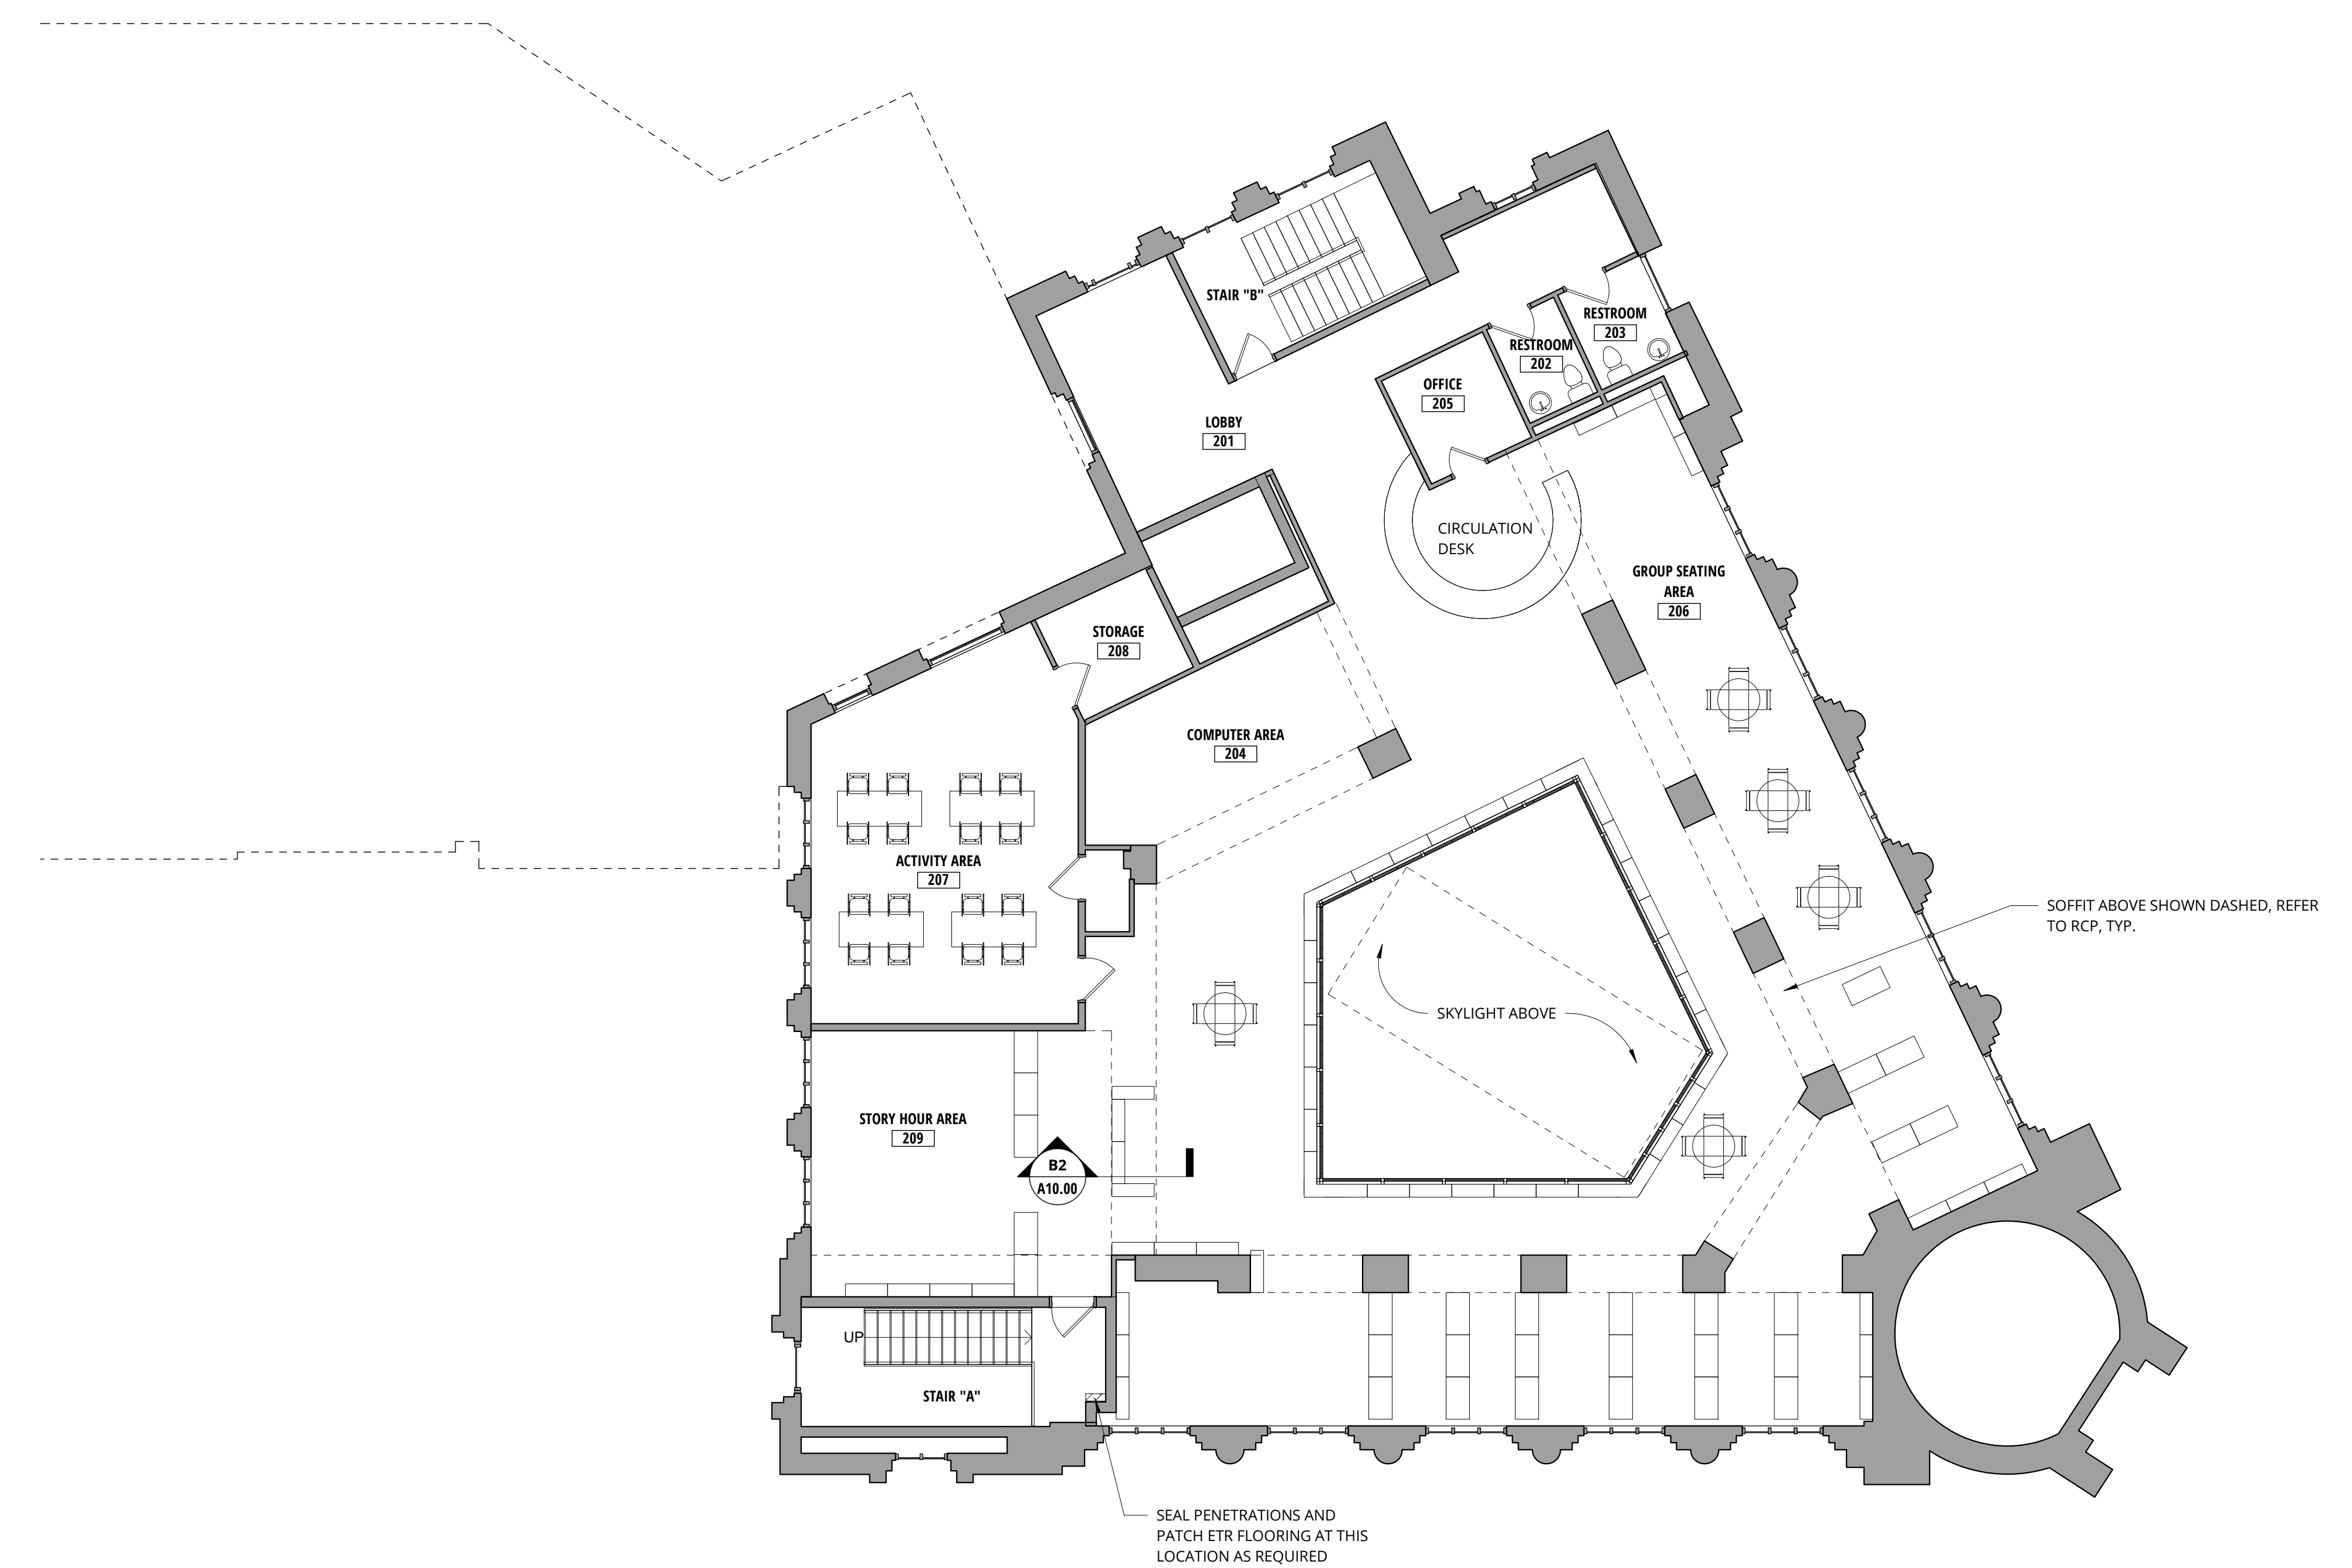 STAIR "B"
RESTROOM
203
RESTROOM
202
OFFICE
205
LOBBY
201
CIRCULATION
DESK
GROUP SEATING
AREA
206
STORAGE
208
COMPUTER AREA
204
ACTIVITY AREA
207
SOFFIT ABOVE SHOWN DASHED, REFER
TO RCP, TYP.
SKYLIGHT ABOVE
STORY HOUR AREA
209
B2
A10.00
UP
STAIR "A"
SEAL PENETRATIONS AND
PATCH ETR FLOORING AT THIS
LOCATION AS REQUIRED